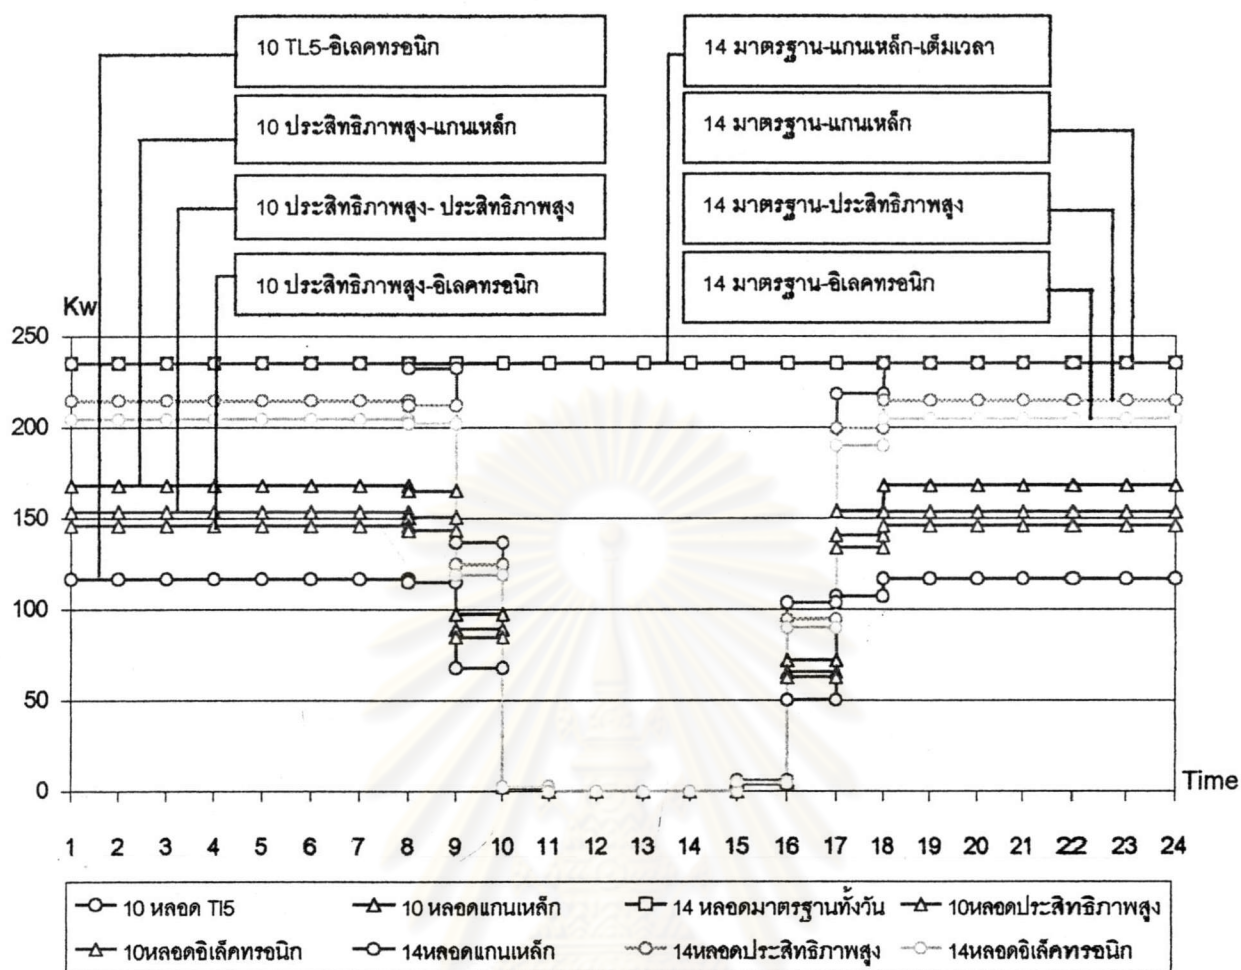 10 TL5-อิเลคทรอนิก
14 มาตรฐาน-แกนเหล็ก-เต็มเวลา
10 ประสิทธิภาพสูง-แกนเหล็ก
14 มาตรฐาน-แกนเหล็ก
10 ประสิทธิภาพสูง- ประสิทธิภาพสูง
14 มาตรฐาน-ประสิทธิภาพสูง
10 ประสิทธิภาพสูง-อิเลคทรอนิก
14 มาตรฐาน-อิเลคทรอนิก
Kw
250
200
150
100
50
0
Time
1 2 3 4 5 6 7 8 9 10 11 12 13 14 15 16 17 18 19 20 21 22 23 24
10 หลอด Tl5 10 หลอดแกนเหล็ก 14 หลอดมาตรฐานทั้งวัน 10หลอดประสิทธิภาพสูง
10หลอดอิเล็คทรอนิก 14หลอดแกนเหล็ก 14หลอดประสิทธิภาพสูง 14หลอดอิเล็คทรอนิก